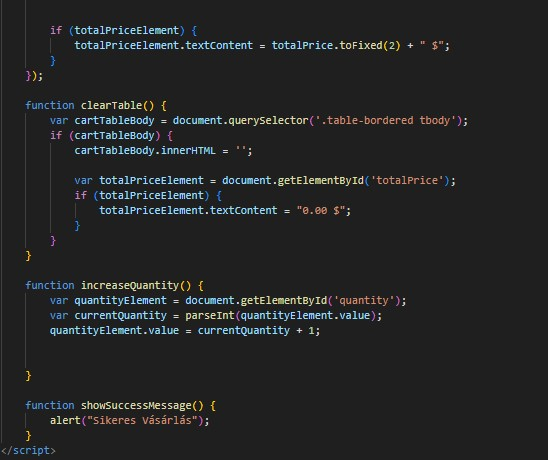 if (totalPriceElement) {
totalPriceElement.textContent = totalPrice.toFixed(2) + " $";
}
});
function clearTable() {
var cartTableBody = document.querySelector('.table-bordered tbody');
if (cartTableBody) {
cartTableBody.innerHTML = '';
var totalPriceElement = document.getElementById('totalPrice');
if (totalPriceElement) {
totalPriceElement.textContent = "0.00 $";
}
}
}
function increaseQuantity() {
var quantityElement = document.getElementById('quantity');
var currentQuantity = parseInt(quantityElement.value);
quantityElement.value = currentQuantity + 1;
}
function showSuccessMessage() {
alert("Sikeres Vásárlás");
}
</script>